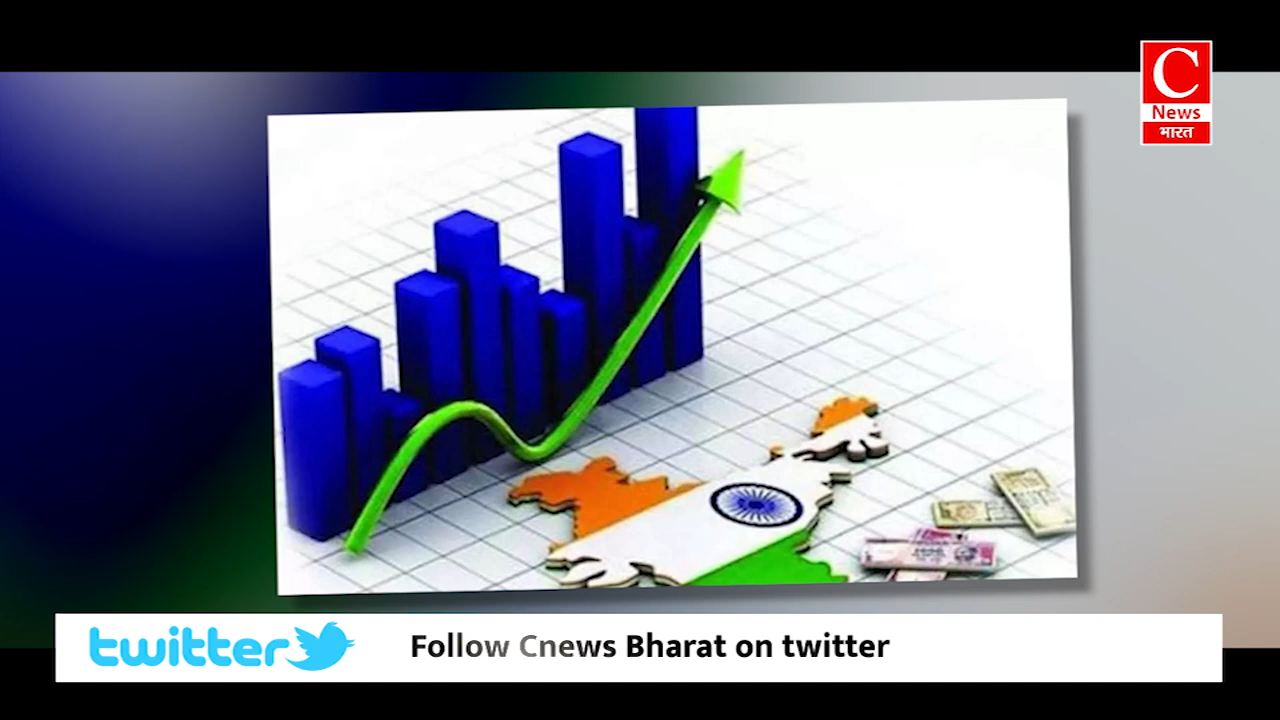 C
News
भारत
twitter
Follow Cnews Bharat on twitter